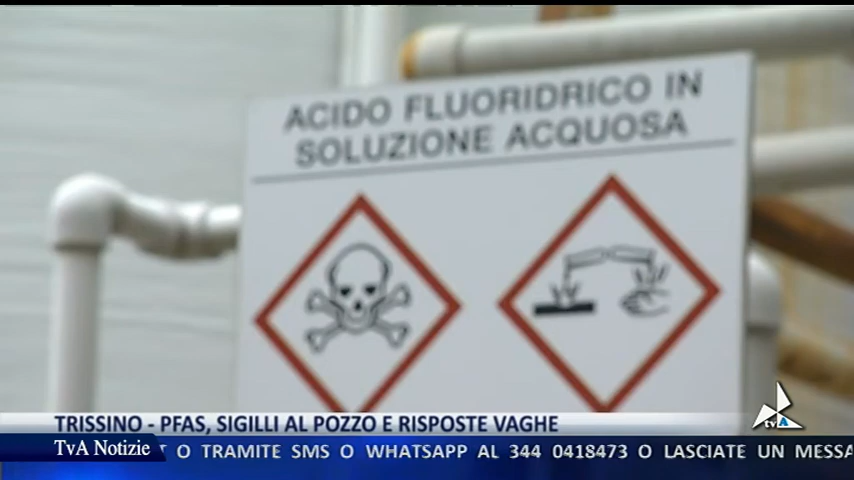 ACIDO FLUORIDRICO IN
SOLUZIONE ACQUOSA
TRISSINO - PFAS, SIGILLI AL POZZO E RISPOSTE VAGHE
tvA
TvA Notizie
O TRAMITE SMS O WHATSAPP AL 344 0418473 O LASCIATE UN MESSA